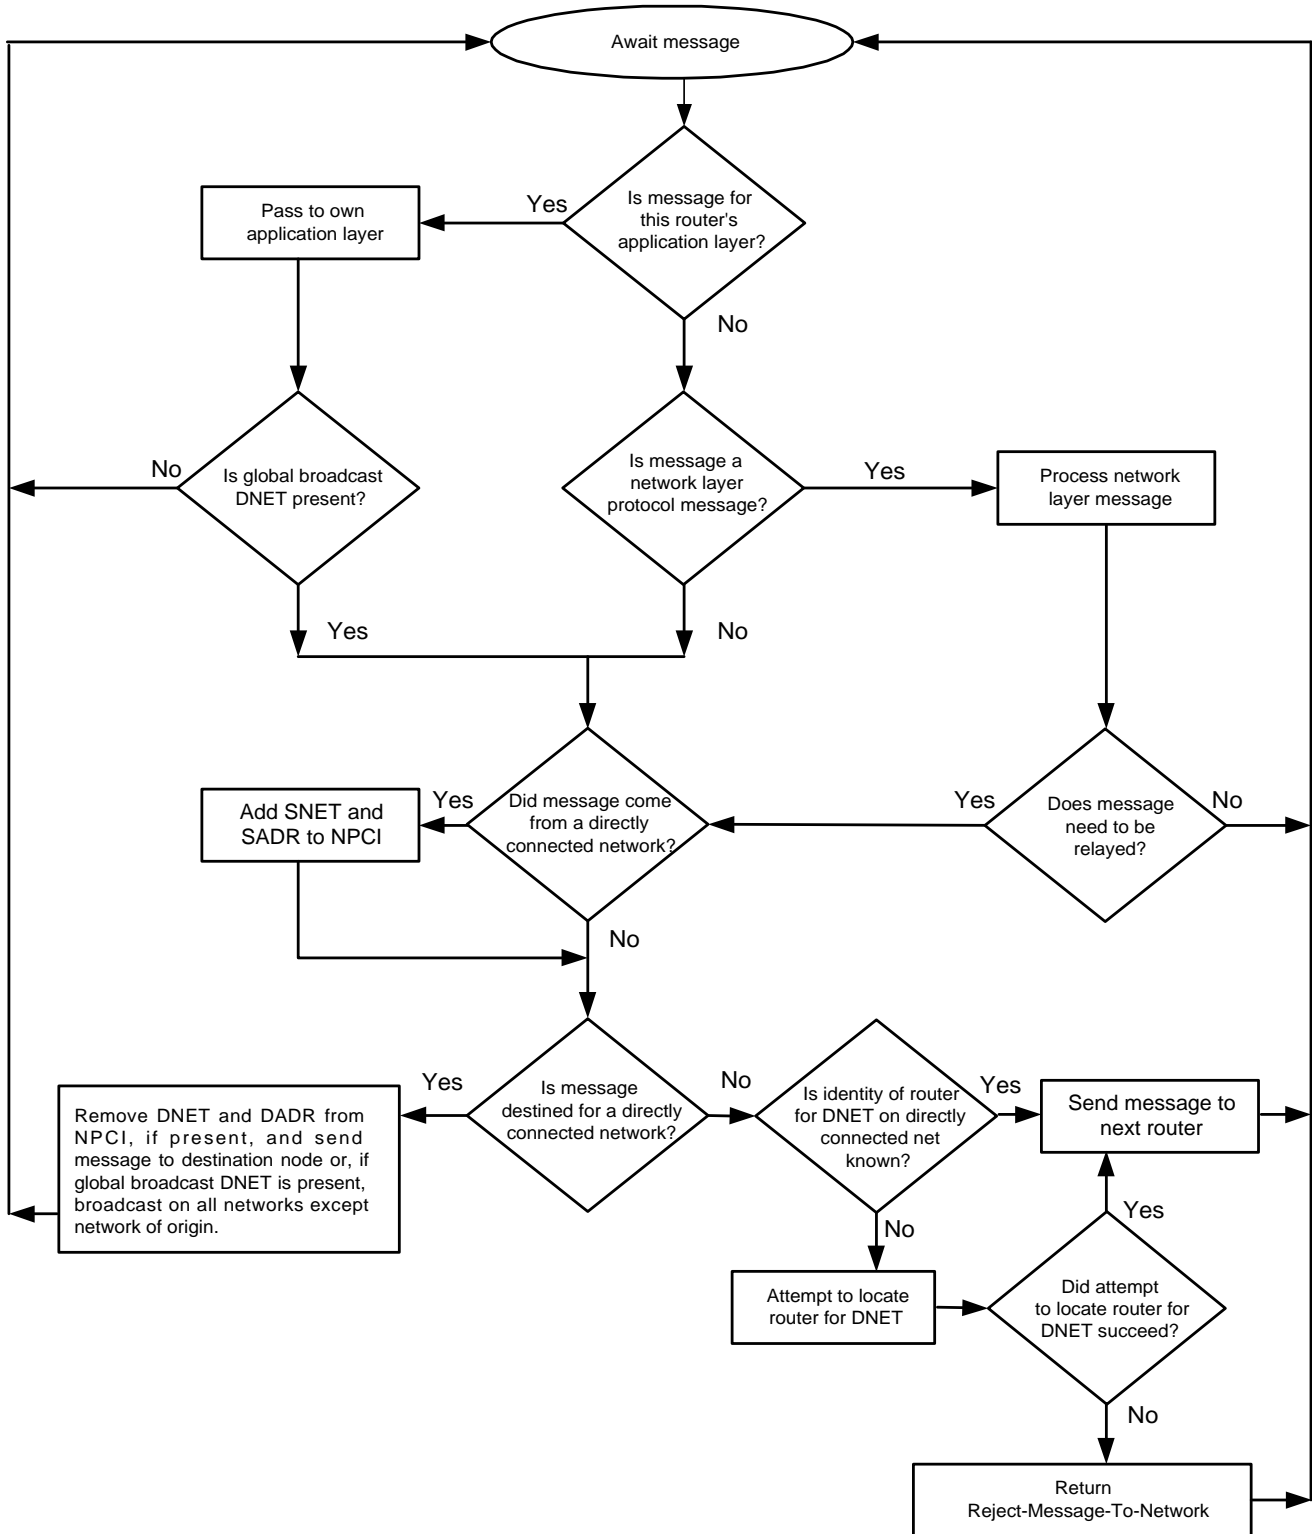 Await message
Is message for
this router's
application layer?
Yes
Pass to own
application layer
No
Is global broadcast
DNET present?
No
Is message a
network layer
protocol message?
Yes
Process network
layer message
Yes
No
Did message come
from a directly
connected network?
Yes
Add SNET and
SADR to NPCI
Does message
need to be
relayed?
Yes
No
No
Is message
destined for a directly
connected network?
Yes
Remove DNET and DADR from
NPCI, if present, and send
message to destination node or, if
global broadcast DNET is present,
broadcast on all networks except
network of origin.
No
Is identity of router
for DNET on directly
connected net
known?
Yes
Send message to
next router
No
Attempt to locate
router for DNET
Did attempt
to locate router for
DNET succeed?
Yes
No
Return
Reject-Message-To-Network